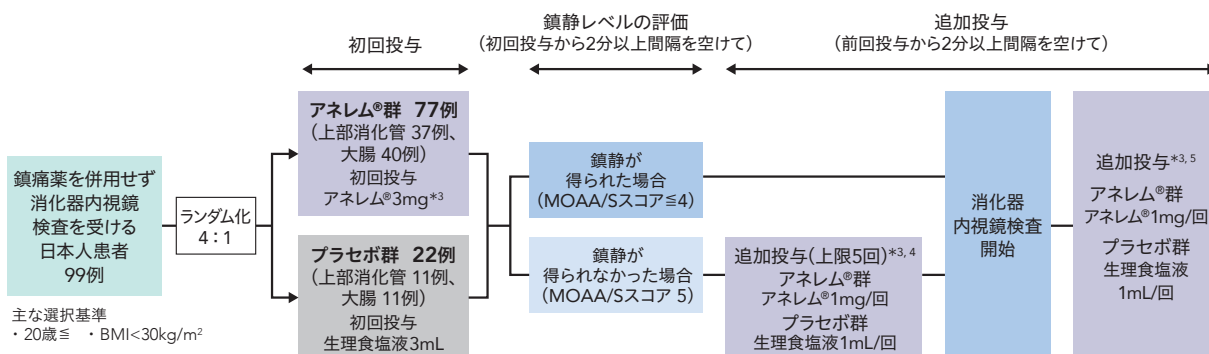 初回投与
鎮静レベルの評価
（初回投与から2分以上間隔を空けて）
追加投与
（前回投与から2分以上間隔を空けて）
鎮痛薬を併用せず
消化器内視鏡
検査を受ける
日本人患者
99例
主な選択基準
・20歳≦ ・BMI<30kg/m²
ランダム化
4：1
アネレム®群 77例
（上部消化管 37例、
大腸 40例）
初回投与
アネレム®3mg*3
プラセボ群 22例
（上部消化管 11例、
大腸 11例）
初回投与
生理食塩液3mL
鎮静が
得られた場合
（MOAA/Sスコア≦4）
鎮静が
得られなかった場合
（MOAA/Sスコア 5）
追加投与（上限5回）*3, 4
アネレム®群
アネレム®1mg/回
プラセボ群
生理食塩液1mL/回
消化器
内視鏡検査
開始
追加投与*3, 5
アネレム®群
アネレム®1mg/回
プラセボ群
生理食塩液
1mL/回